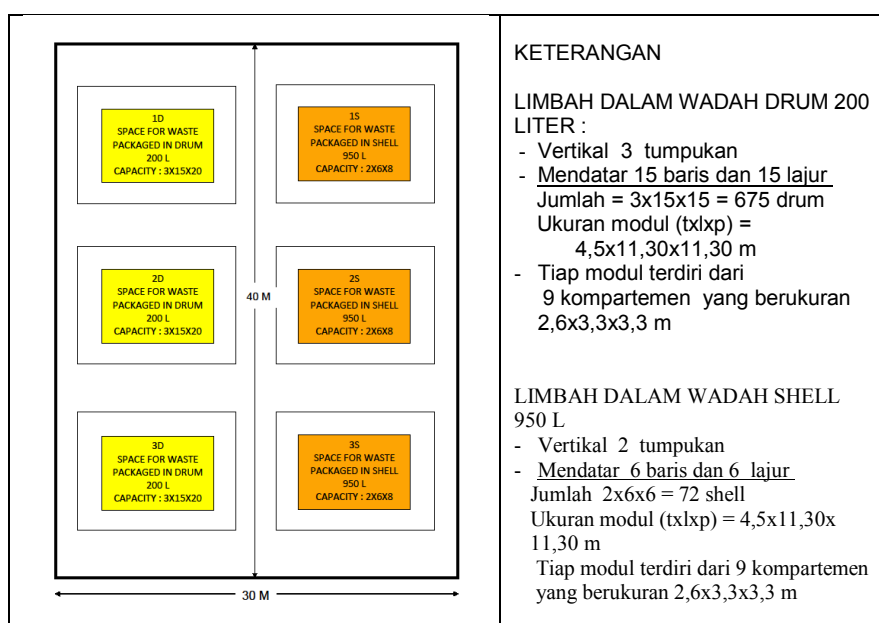 1D
SPACE FOR WASTE
PACKAGED IN DRUM
200 L
CAPACITY : 3X15X20
1S
SPACE FOR WASTE
PACKAGED IN SHELL
950 L
CAPACITY : 2X6X8
2D
SPACE FOR WASTE
PACKAGED IN DRUM
200 L
CAPACITY : 3X15X20
40 M
2S
SPACE FOR WASTE
PACKAGED IN SHELL
950 L
CAPACITY : 2X6X8
3D
SPACE FOR WASTE
PACKAGED IN DRUM
200 L
CAPACITY : 3X15X20
3S
SPACE FOR WASTE
PACKAGED IN SHELL
950 L
CAPACITY : 2X6X8
30 M
KETERANGAN
LIMBAH DALAM WADAH DRUM 200
LITER :
- Vertikal 3 tumpukan
- Mendatar 15 baris dan 15 lajur
Jumlah = 3x15x15 = 675 drum
Ukuran modul (txlxp) =
4,5x11,30x11,30 m
- Tiap modul terdiri dari
9 kompartemen yang berukuran
2,6x3,3x3,3 m
LIMBAH DALAM WADAH SHELL
950 L
- Vertikal 2 tumpukan
- Mendatar 6 baris dan 6 lajur
Jumlah 2x6x6 = 72 shell
Ukuran modul (txlxp) = 4,5x11,30x
11,30 m
Tiap modul terdiri dari 9 kompartemen
yang berukuran 2,6x3,3x3,3 m